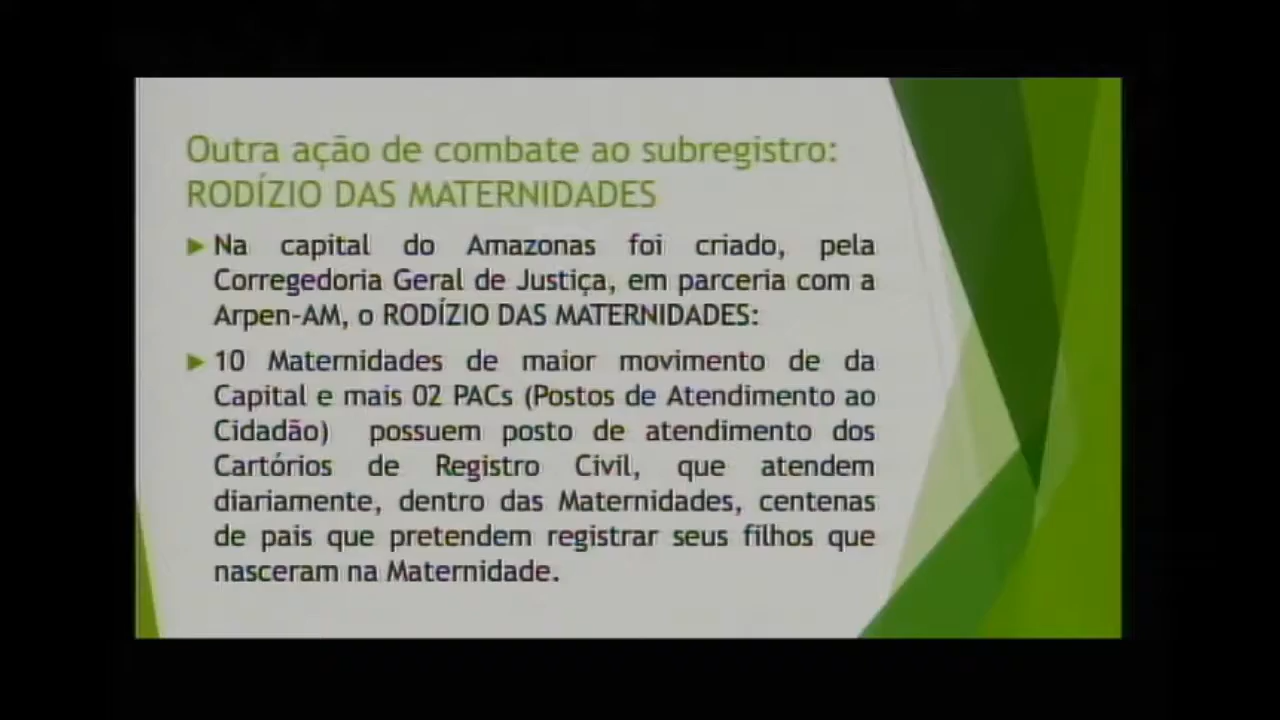 Outra ação de combate ao subregistro:
RODÍZIO DAS MATERNIDADES
Na capital do Amazonas foi criado, pela
Corregedoria Geral de Justiça, em parceria com a
Arpen-AM, o RODÍZIO DAS MATERNIDADES:
10 Maternidades de maior movimento de da
Capital e mais 02 PACs (Postos de Atendimento ao
Cidadão) possuem posto de atendimento dos
Cartórios de Registro Civil, que atendem
diariamente, dentro das Maternidades, centenas
de pais que pretendem registrar seus filhos que
nasceram na Maternidade.